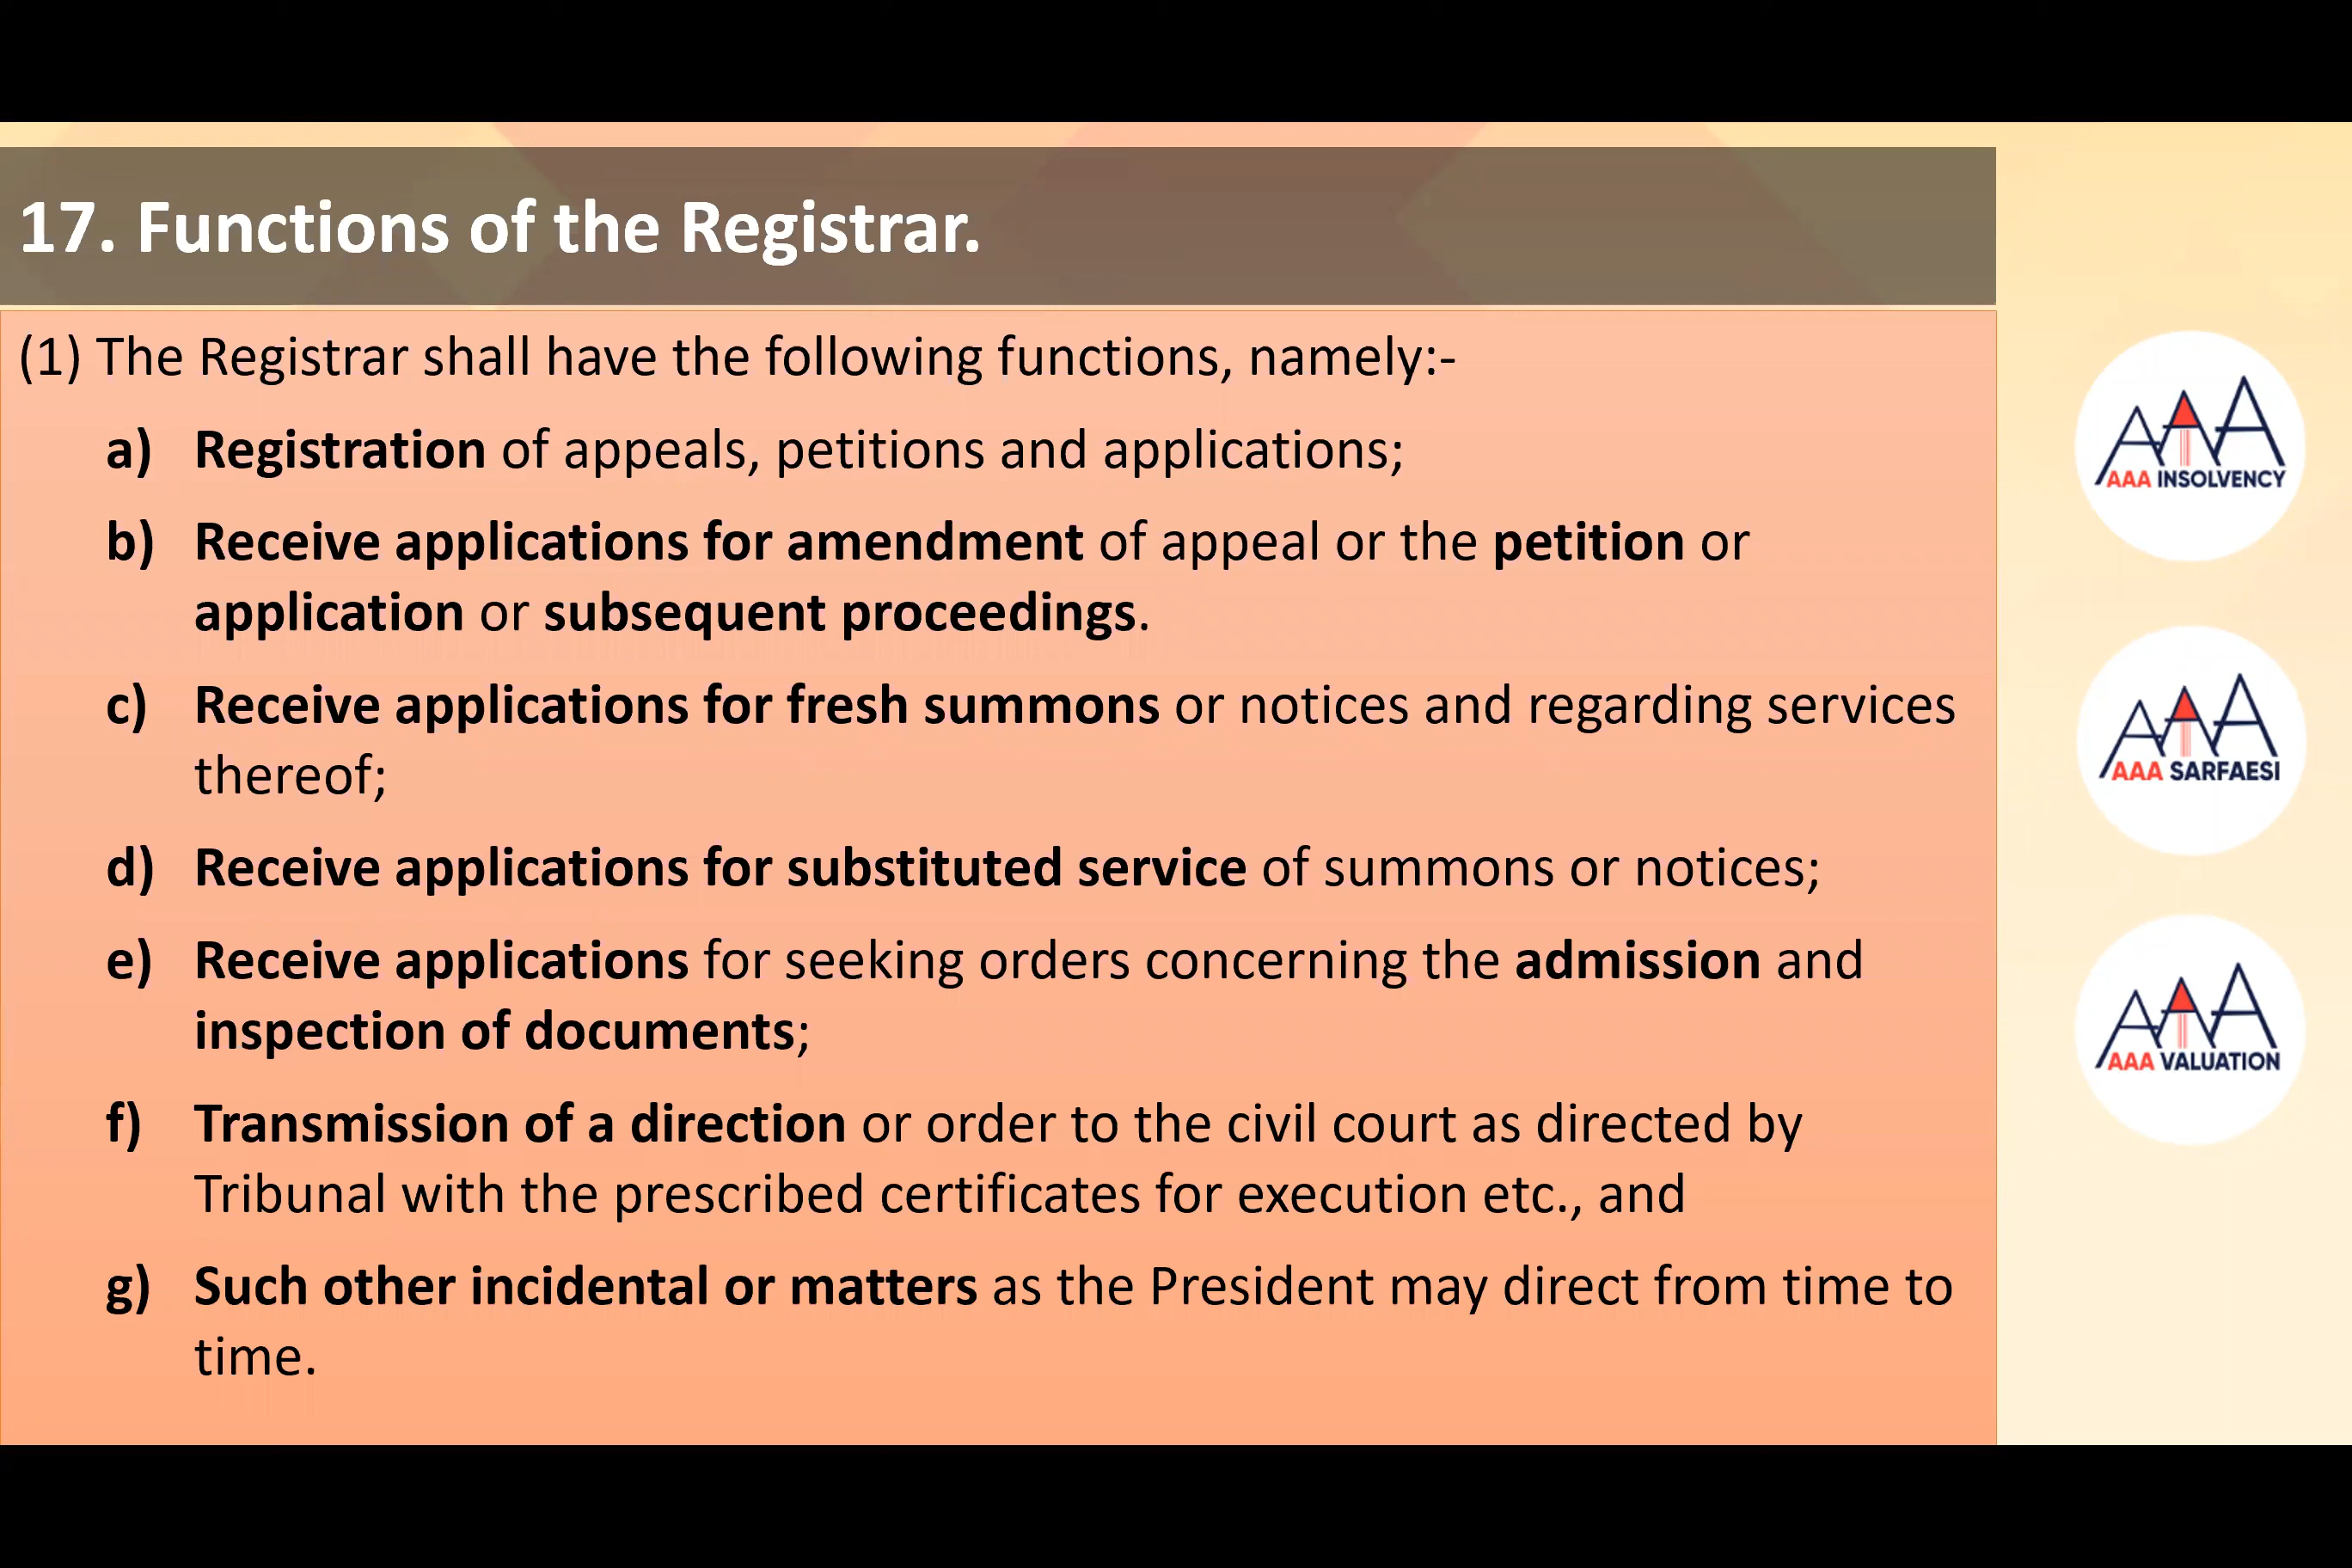 17. Functions of the Registrar.
(1) The Registrar shall have the following functions, namely:-
a) Registration of appeals, petitions and applications;
b) Receive applications for amendment of appeal or the petition or
application or subsequent proceedings.
c) Receive applications for fresh summons or notices and regarding services
thereof;
d) Receive applications for substituted service of summons or notices;
e) Receive applications for seeking orders concerning the admission and
inspection of documents;
f) Transmission of a direction or order to the civil court as directed by
Tribunal with the prescribed certificates for execution etc., and
g) Such other incidental or matters as the President may direct from time to
time.
AAA
AAA INSOLVENCY
AAA
AAA SARFAESI
AAA
AAA VALUATION